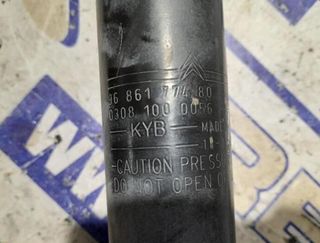 96 861 774 80
0308 100 0056
KYB MADE
CAUTION PRESS
DO NOT OPEN